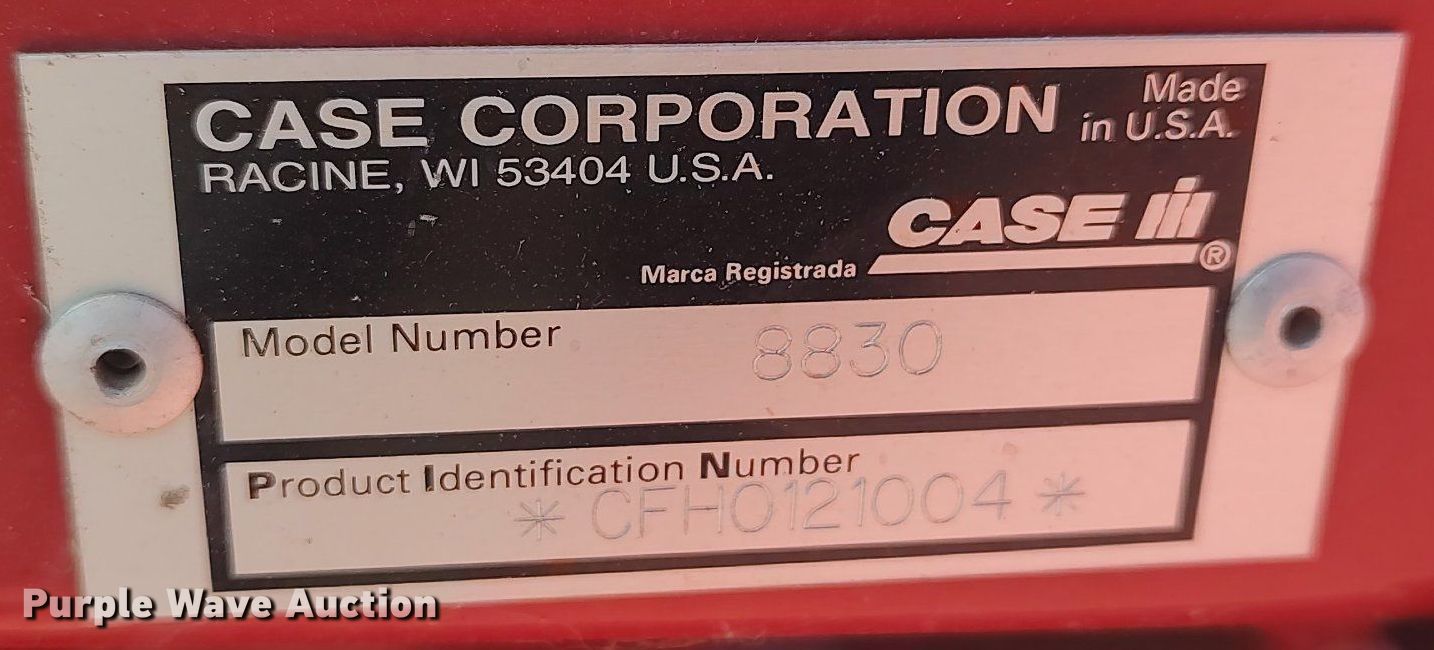 CASE CORPORATION
Made
in U.S.A.
RACINE, WI 53404 U.S.A.
CASE IH
®
Marca Registrada
Model Number 8830
Product Identification Number
* CFH0121004 *
Purple Wave Auction